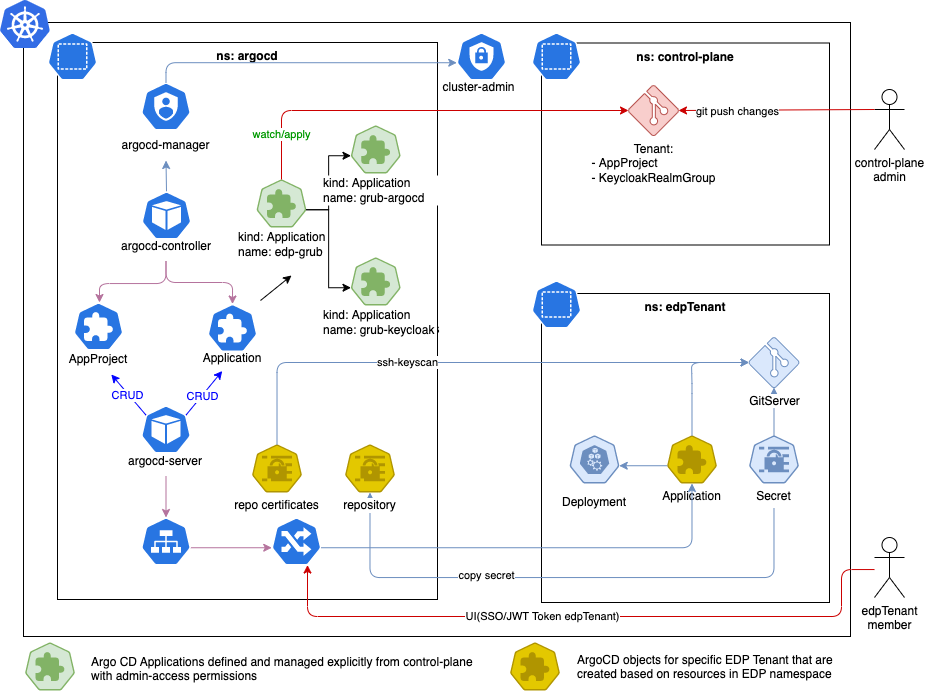 ns: argocd
cluster-admin
ns: control-plane
argocd-manager
watch/apply
git push changes
Tenant:
- AppProject
- KeycloakRealmGroup
control-plane
admin
kind: Application
name: grub-argocd
argocd-controller
kind: Application
name: edp-grub
kind: Application
name: grub-keycloak
ns: edpTenant
AppProject
Application
ssh-keyscan
CRUD
CRUD
GitServer
argocd-server
repo certificates
repository
Deployment
Application
Secret
copy secret
UI(SSO/JWT Token edpTenant)
edpTenant
member
Argo CD Applications defined and managed explicitly from control-plane
with admin-access permissions
ArgoCD objects for specific EDP Tenant that are
created based on resources in EDP namespace